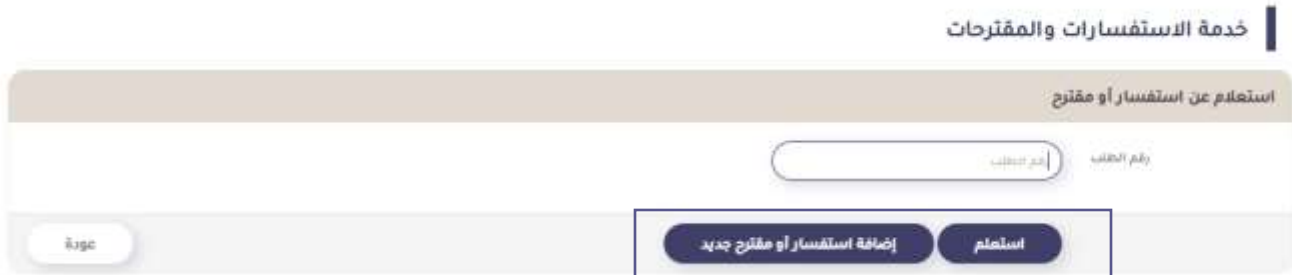 خدمة الاستفسارات والمقترحات
استعلام عن استفسار أو مقترح
رقم الطلب
رقم الطلب
استعلم
إضافة استفسار أو مقترح جديد
عودة